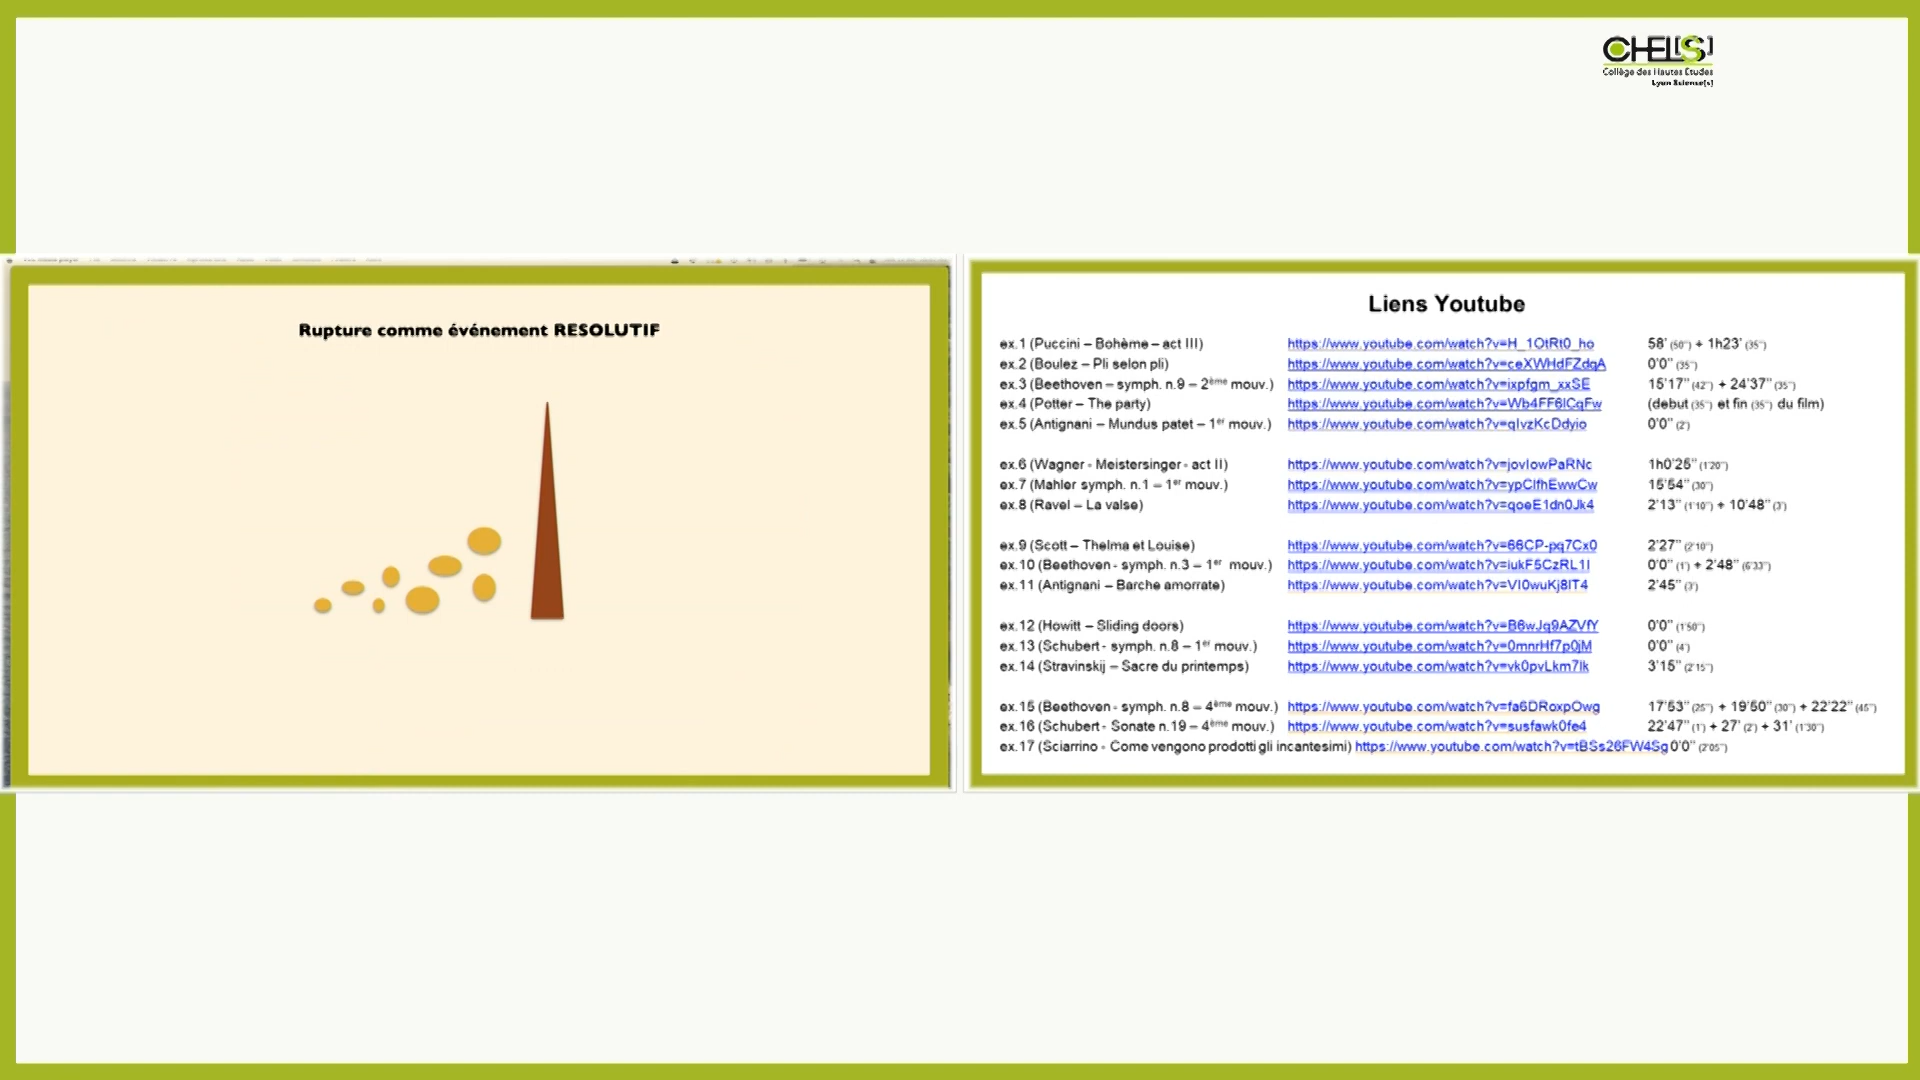 CHEL[S]
Collège des Hautes Etudes
Lyon Science[s]
Rupture comme événement RESOLUTIF
Liens Youtube
ex.1 (Puccini – Bohème – act III) https://www.youtube.com/watch?v=H_1OtRt0_ho 58' (50'') + 1h23' (35'')
ex.2 (Boulez – Pli selon pli) https://www.youtube.com/watch?v=ceXWHdFZdqA 0'0'' (35'')
ex.3 (Beethoven – symph. n.9 – 2ème mouv.) https://www.youtube.com/watch?v=ixpfgm_xxSE 15'17'' (42'') + 24'37'' (35'')
ex.4 (Potter – The party) https://www.youtube.com/watch?v=Wb4FF6lCqFw (debut (35'') et fin (35'') du film)
ex.5 (Antignani – Mundus patet – 1er mouv.) https://www.youtube.com/watch?v=qIvzKcDdyio 0'0'' (2')
ex.6 (Wagner - Meistersinger - act II) https://www.youtube.com/watch?v=jovIowPaRNc 1h0'25'' (1'20'')
ex.7 (Mahler symph. n.1 – 1er mouv.) https://www.youtube.com/watch?v=ypClfhEwwCw 15'54'' (30'')
ex.8 (Ravel – La valse) https://www.youtube.com/watch?v=qoeE1dn0Jk4 2'13'' (1'10'') + 10'48'' (3')
ex.9 (Scott – Thelma et Louise) https://www.youtube.com/watch?v=66CP-pq7Cx0 2'27'' (2'10'')
ex.10 (Beethoven - symph. n.3 – 1er mouv.) https://www.youtube.com/watch?v=iukF5CzRL1I 0'0'' (1') + 2'48'' (6'33'')
ex.11 (Antignani – Barche amorrate) https://www.youtube.com/watch?v=VI0wuKj8IT4 2'45'' (3')
ex.12 (Howitt – Sliding doors) https://www.youtube.com/watch?v=B6wJq9AZVfY 0'0'' (1'50'')
ex.13 (Schubert - symph. n.8 – 1er mouv.) https://www.youtube.com/watch?v=0mnrHf7p0jM 0'0'' (4')
ex.14 (Stravinskij – Sacre du printemps) https://www.youtube.com/watch?v=vk0pvLkm7Ik 3'15'' (2'15'')
ex.15 (Beethoven - symph. n.8 – 4ème mouv.) https://www.youtube.com/watch?v=fa6DRoxpOwg 17'53'' (25'') + 19'50'' (30'') + 22'22'' (45'')
ex.16 (Schubert - Sonate n.19 – 4ème mouv.) https://www.youtube.com/watch?v=susfawk0fe4 22'47'' (1') + 27' (2') + 31' (1'30'')
ex.17 (Sciarrino - Come vengono prodotti gli incantesimi) https://www.youtube.com/watch?v=tBSs26FW4Sg 0'0'' (2'05'')